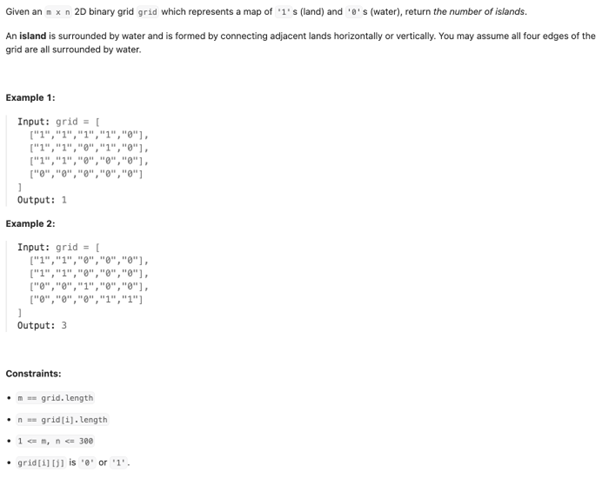 Given an m x n 2D binary grid grid which represents a map of '1's (land) and '0's (water), return the number of islands.
An island is surrounded by water and is formed by connecting adjacent lands horizontally or vertically. You may assume all four edges of the
grid are all surrounded by water.
Example 1:
Input: grid = [
["1","1","1","1","0"],
["1","1","0","1","0"],
["1","1","0","0","0"],
["0","0","0","0","0"]
]
Output: 1
Example 2:
Input: grid = [
["1","1","0","0","0"],
["1","1","0","0","0"],
["0","0","1","0","0"],
["0","0","0","1","1"]
]
Output: 3
Constraints:
• m == grid.length
• n == grid[i].length
• 1 <= m, n <= 300
• grid[i][j] is '0' or '1'.